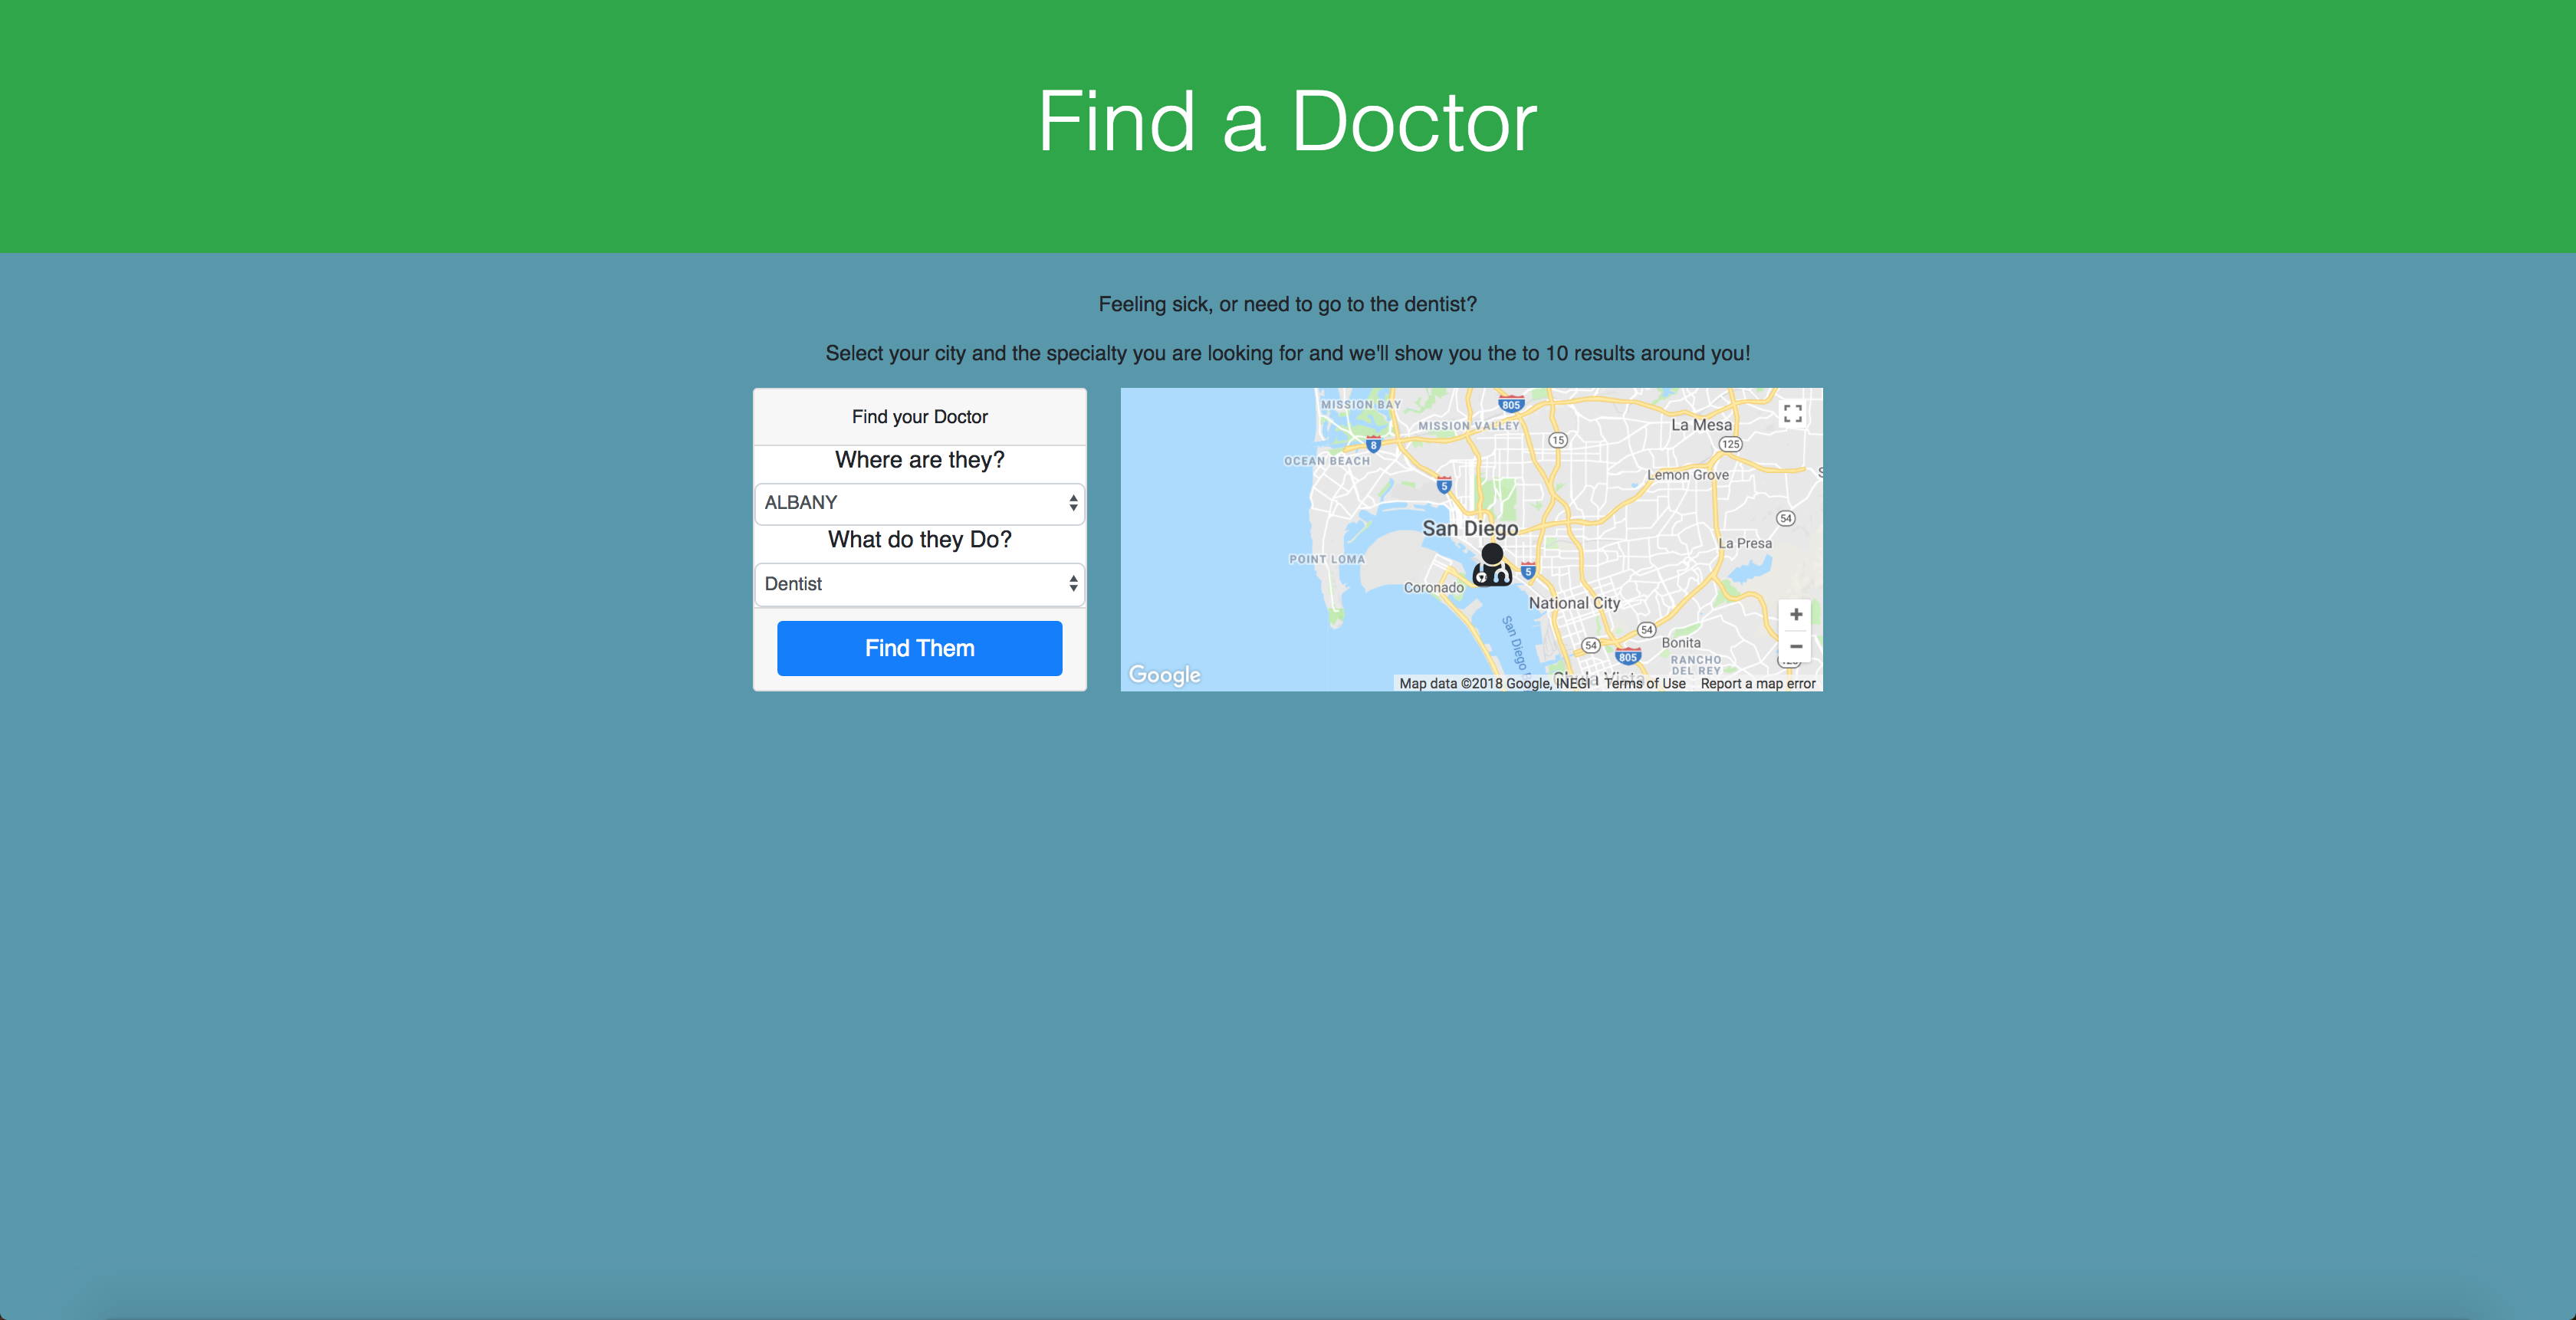 Find a Doctor
Feeling sick, or need to go to the dentist?
Select your city and the specialty you are looking for and we'll show you the to 10 results around you!
Find your Doctor
Where are they?
ALBANY
What do they Do?
Dentist
Find Them
MISSION BAY
805
MISSION VALLEY
La Mesa
15
125
8
OCEAN BEACH
Lemon Grove
5
54
San Diego
La Presa
POINT LOMA
5
Coronado
National City
54
San Diego
54
Bonita
805
RANCHO
DEL REY
Google
Map data ©2018 Google, INEGI
Terms of Use
Report a map error